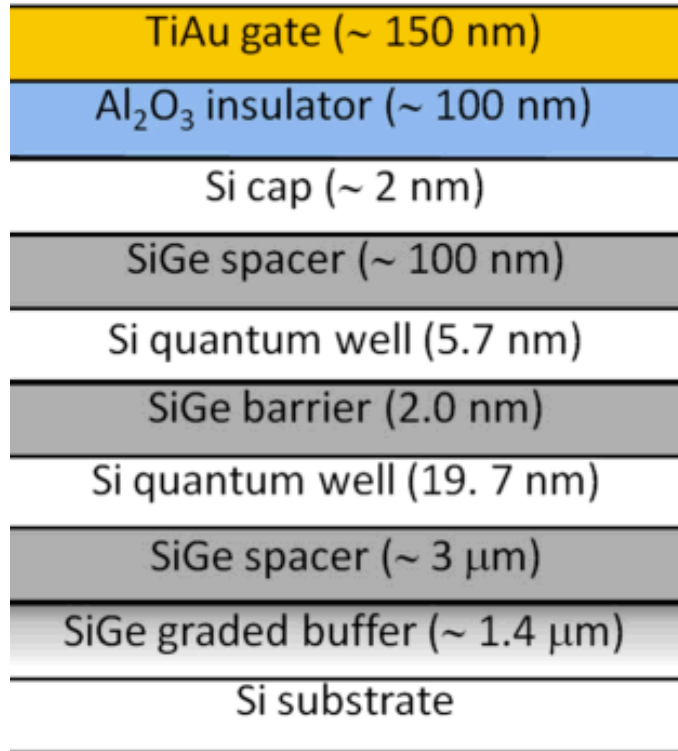 TiAu gate (~ 150 nm)
Al₂O₃ insulator (~ 100 nm)
Si cap (~ 2 nm)
SiGe spacer (~ 100 nm)
Si quantum well (5.7 nm)
SiGe barrier (2.0 nm)
Si quantum well (19. 7 nm)
SiGe spacer (~ 3 μm)
SiGe graded buffer (~ 1.4 μm)
Si substrate